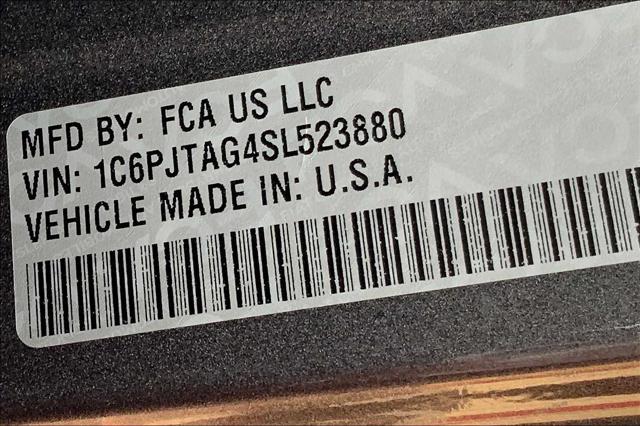 MFD BY: FCA US LLC
VIN: 1C6PJTAG4SL523880
VEHICLE MADE IN: U.S.A.